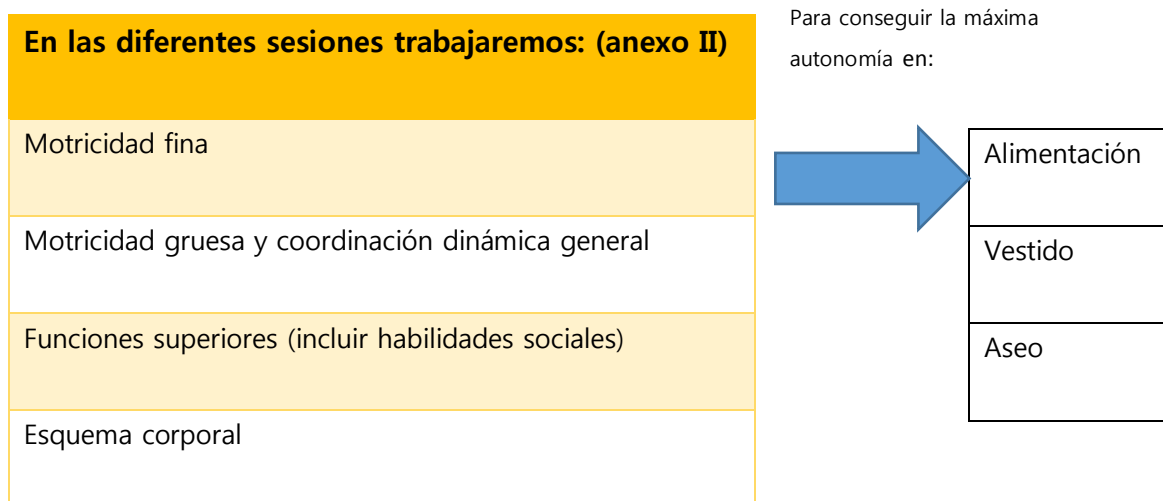 En las diferentes sesiones trabajaremos: (anexo II)
Motricidad fina
Motricidad gruesa y coordinación dinámica general
Funciones superiores (incluir habilidades sociales)
Esquema corporal
Para conseguir la máxima
autonomía en:
Alimentación
Vestido
Aseo